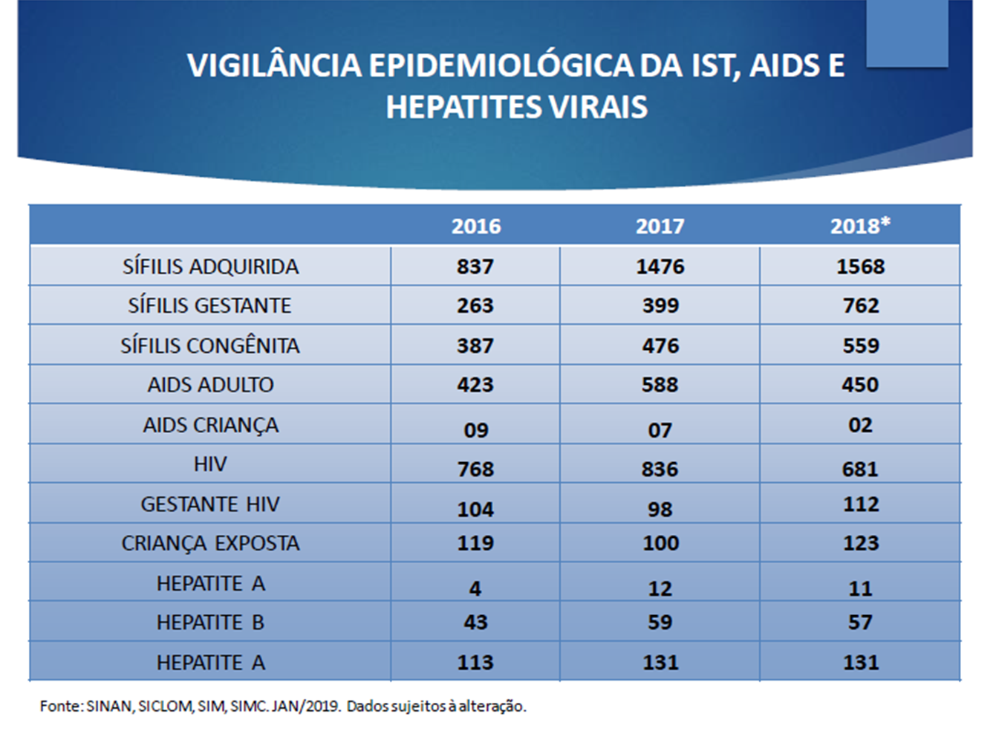 VIGILÂNCIA EPIDEMIOLÓGICA DA IST, AIDS E
HEPATITES VIRAIS
2016 2017 2018*
SÍFILIS ADQUIRIDA 837 1476 1568
SÍFILIS GESTANTE 263 399 762
SÍFILIS CONGÊNITA 387 476 559
AIDS ADULTO 423 588 450
AIDS CRIANÇA 09 07 02
HIV 768 836 681
GESTANTE HIV 104 98 112
CRIANÇA EXPOSTA 119 100 123
HEPATITE A 4 12 11
HEPATITE B 43 59 57
HEPATITE A 113 131 131
Fonte: SINAN, SICLOM, SIM, SIMC. JAN/2019. Dados sujeitos à alteração.